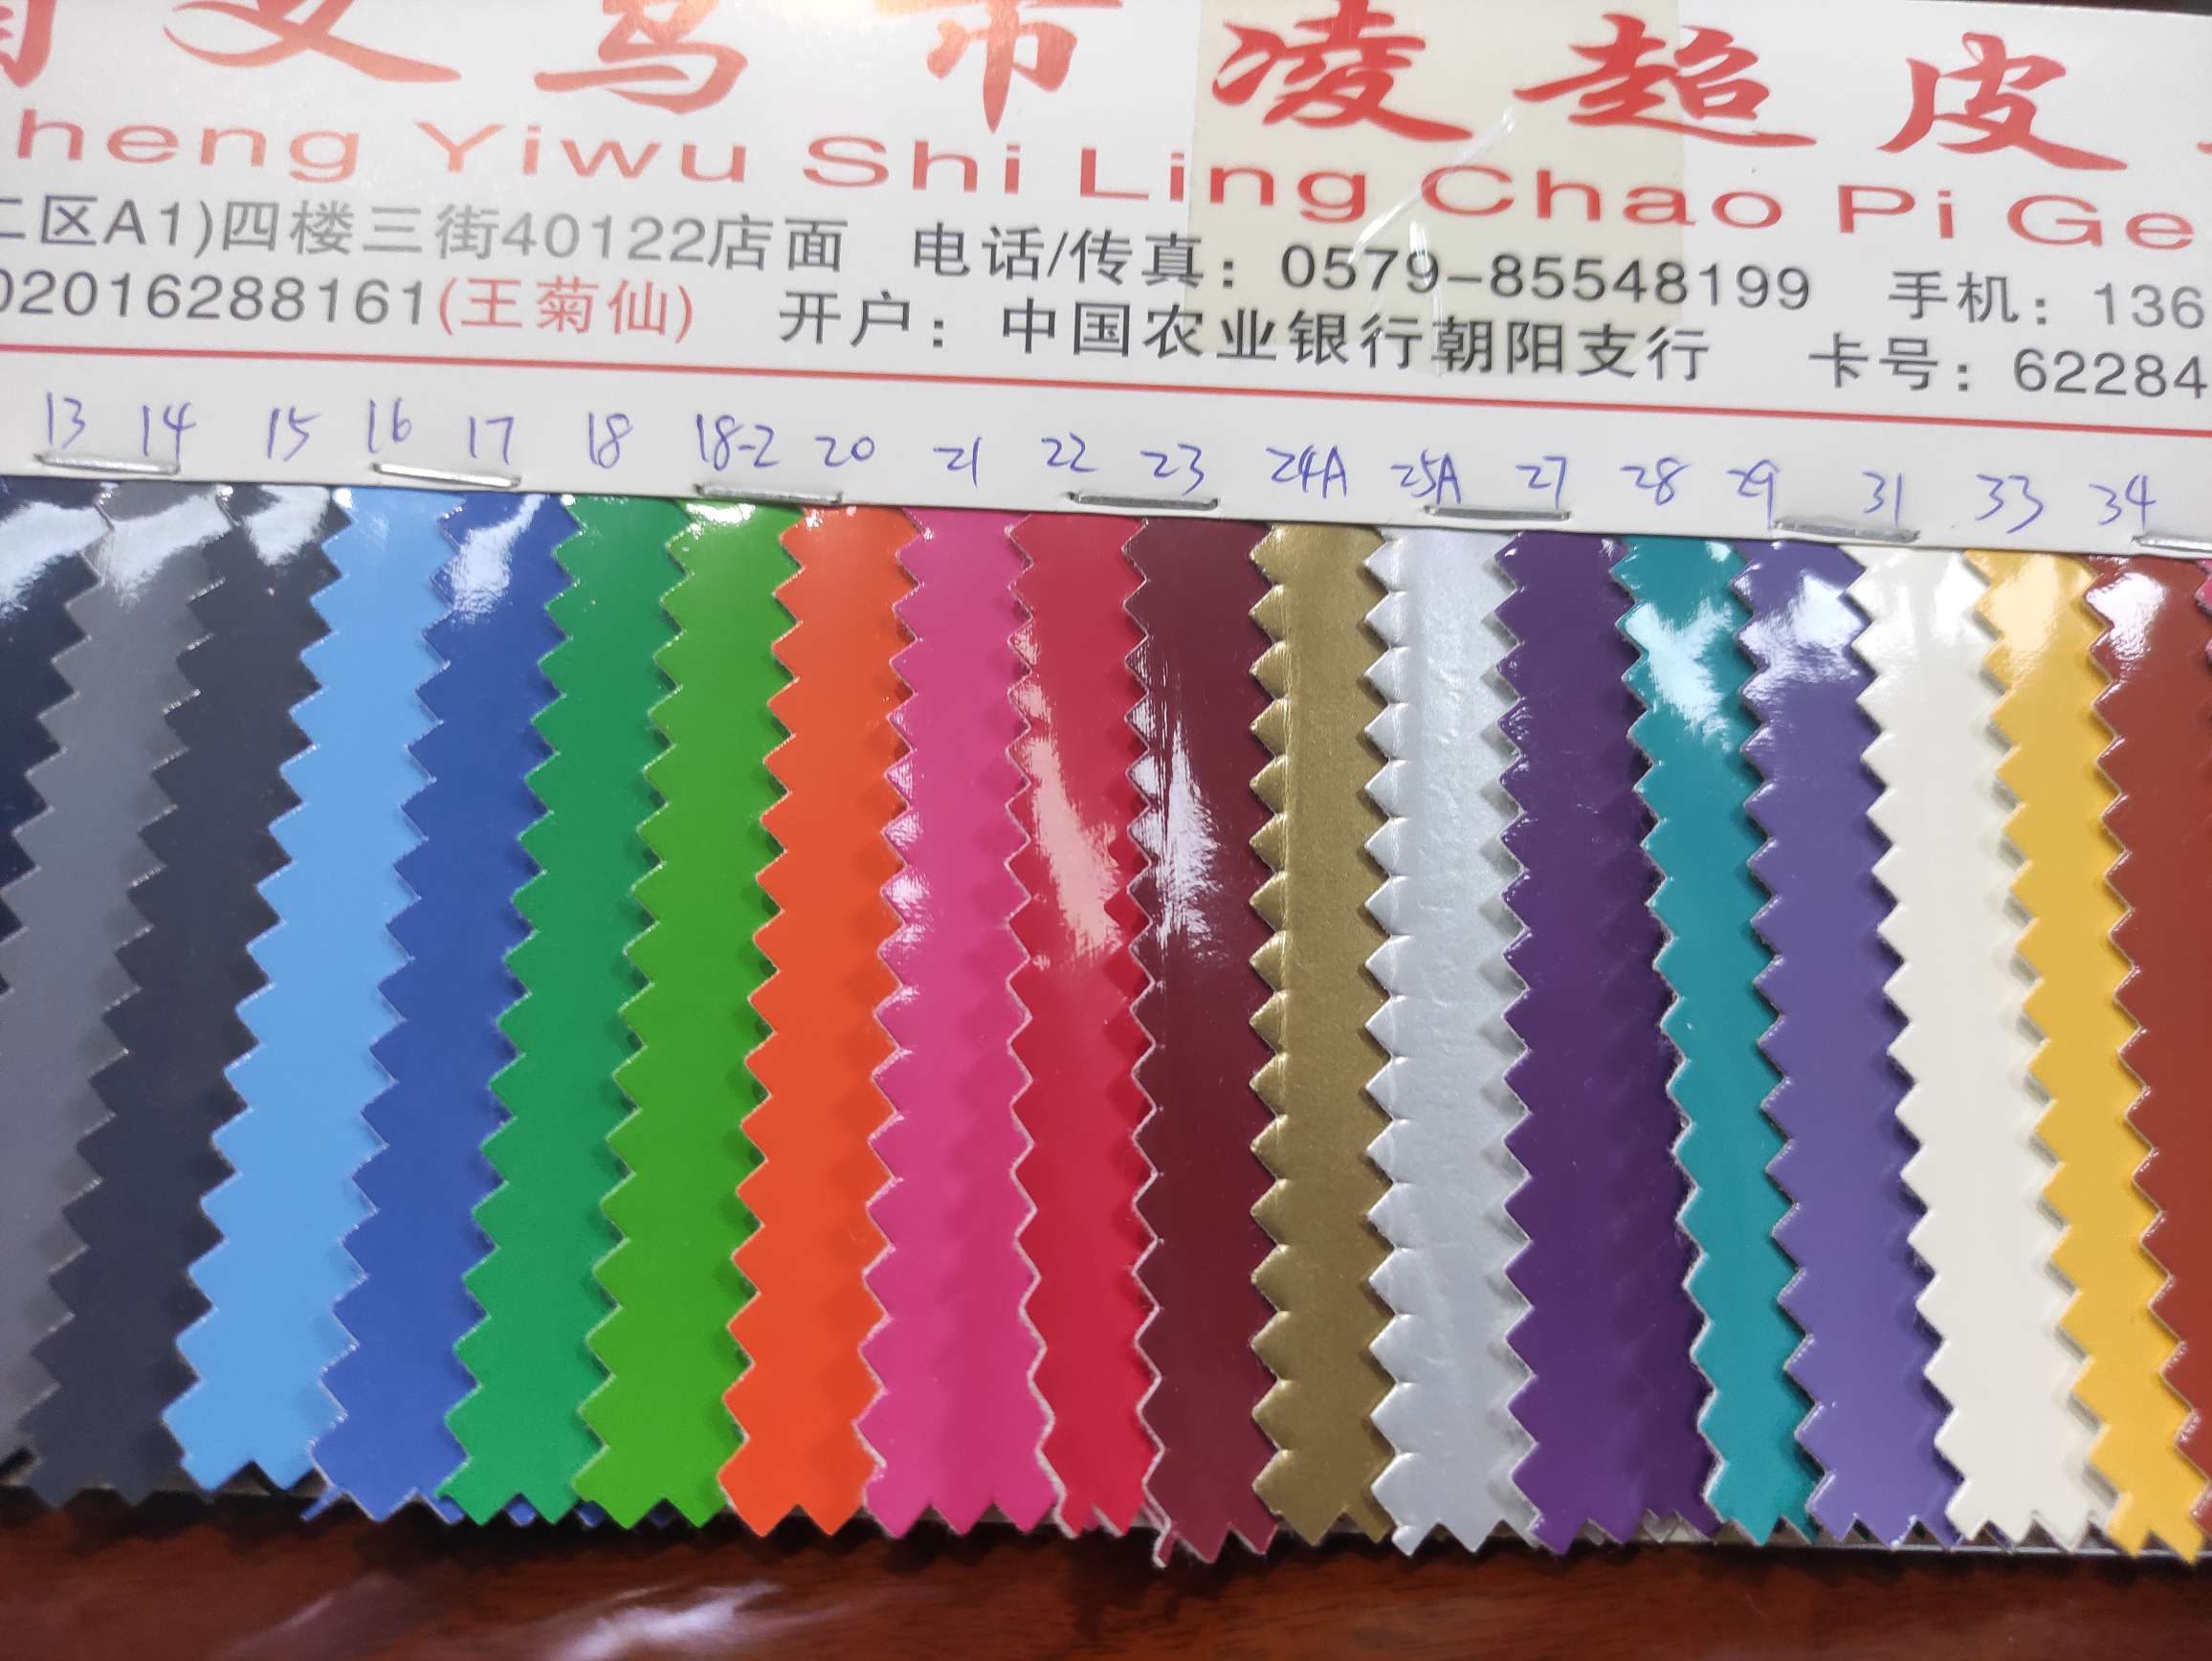 义乌市凌超皮
heng Yiwu Shi Ling Chao Pi Ge
二区A1)四楼三街40122店面 电话/传真：0579-85548199 手机：136
02016288161(王菊仙) 开户：中国农业银行朝阳支行 卡号：62284
13 14 15 16 17 18 18-2 20 21 22 23 24A 25A 27 28 29 31 33 34